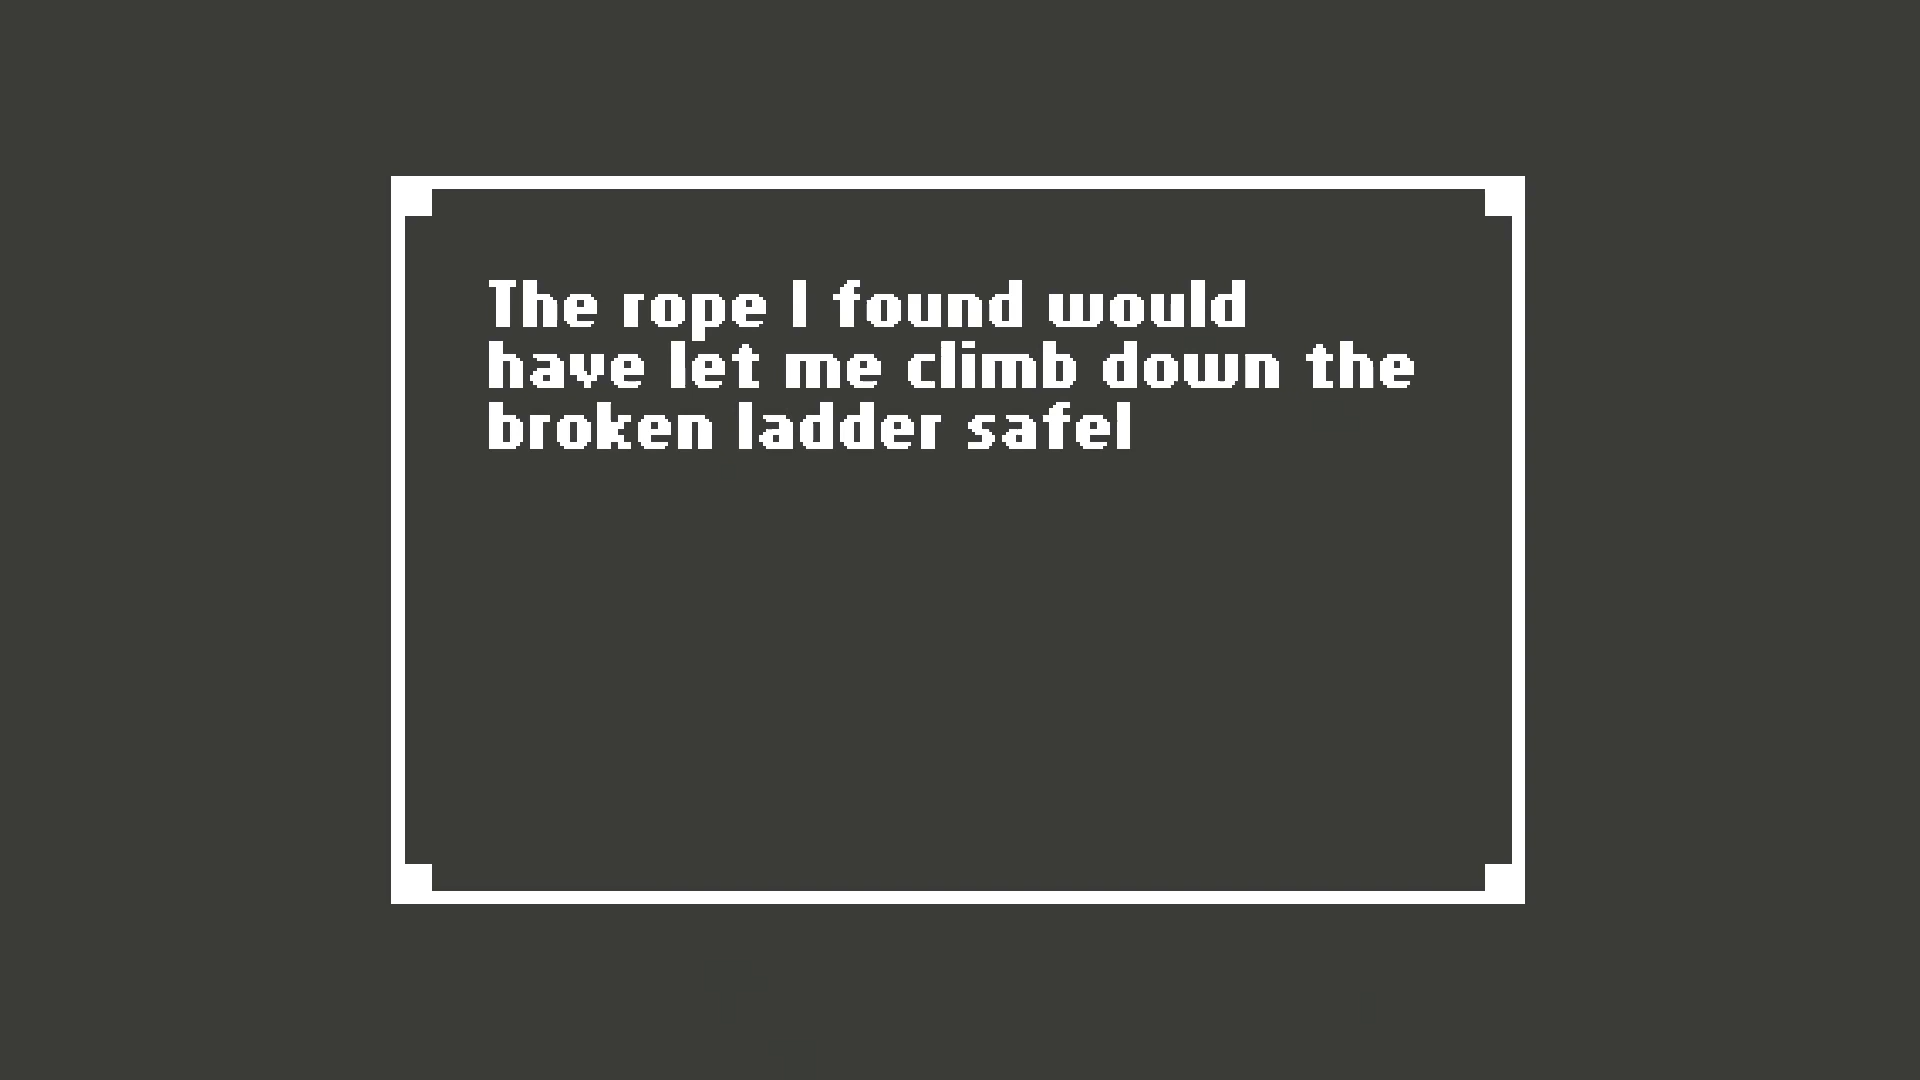 The rope I found would
have let me climb down the
broken ladder safel